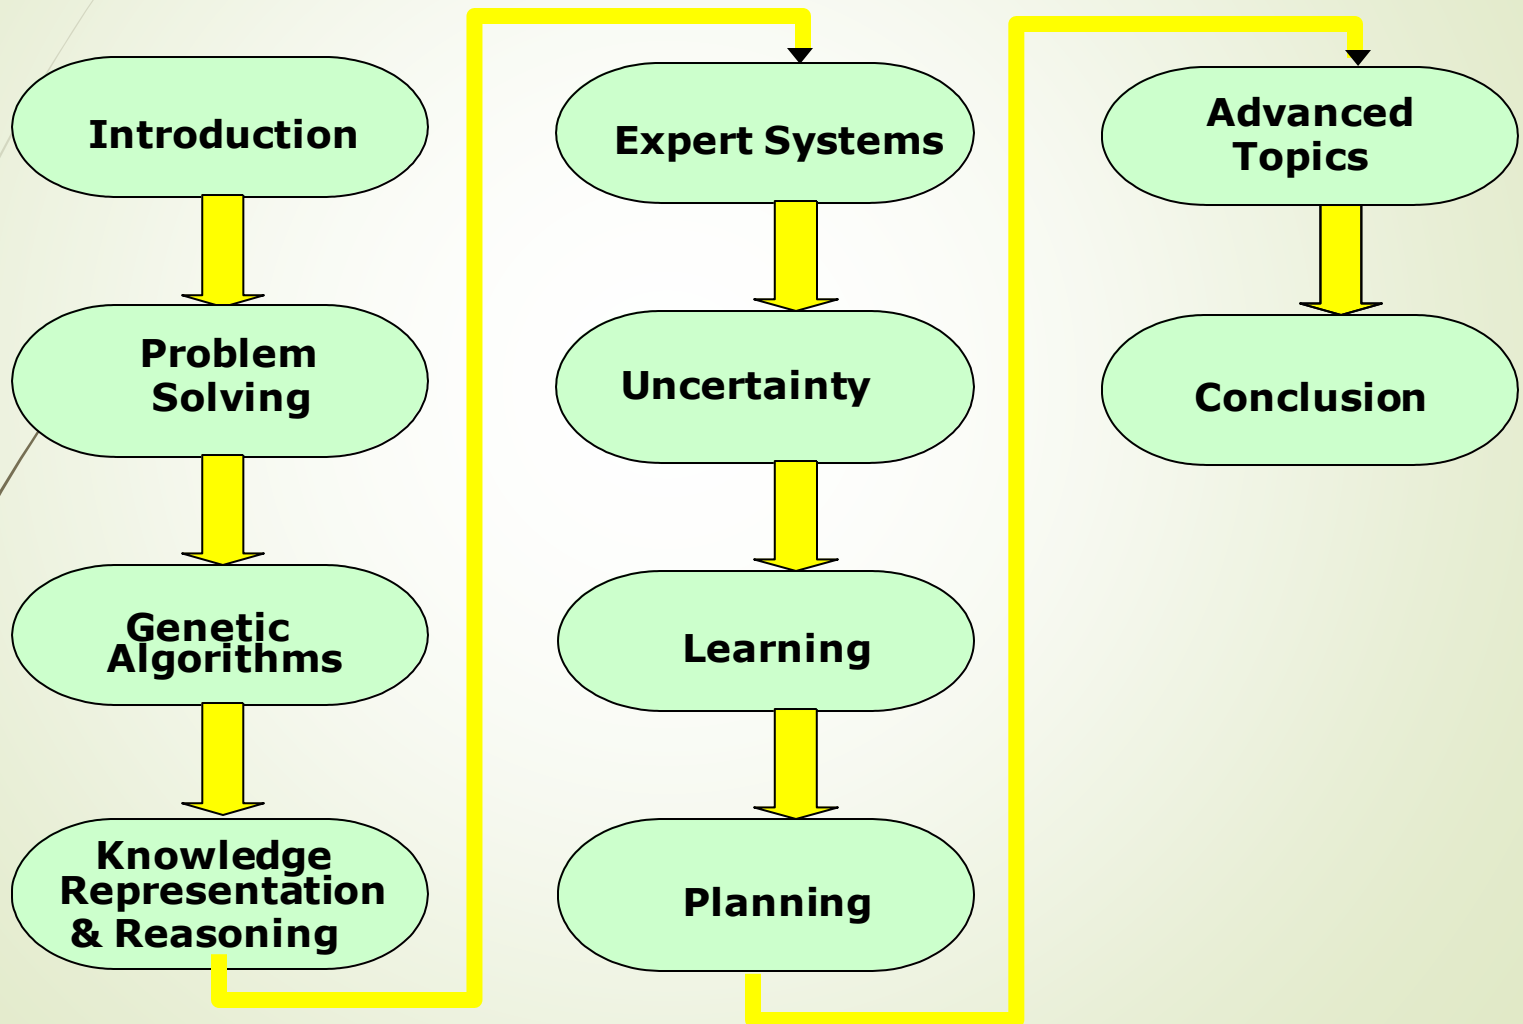 Introduction
Problem
Solving
Genetic
Algorithms
Knowledge
Representation
& Reasoning
Expert Systems
Uncertainty
Learning
Planning
Advanced
Topics
Conclusion